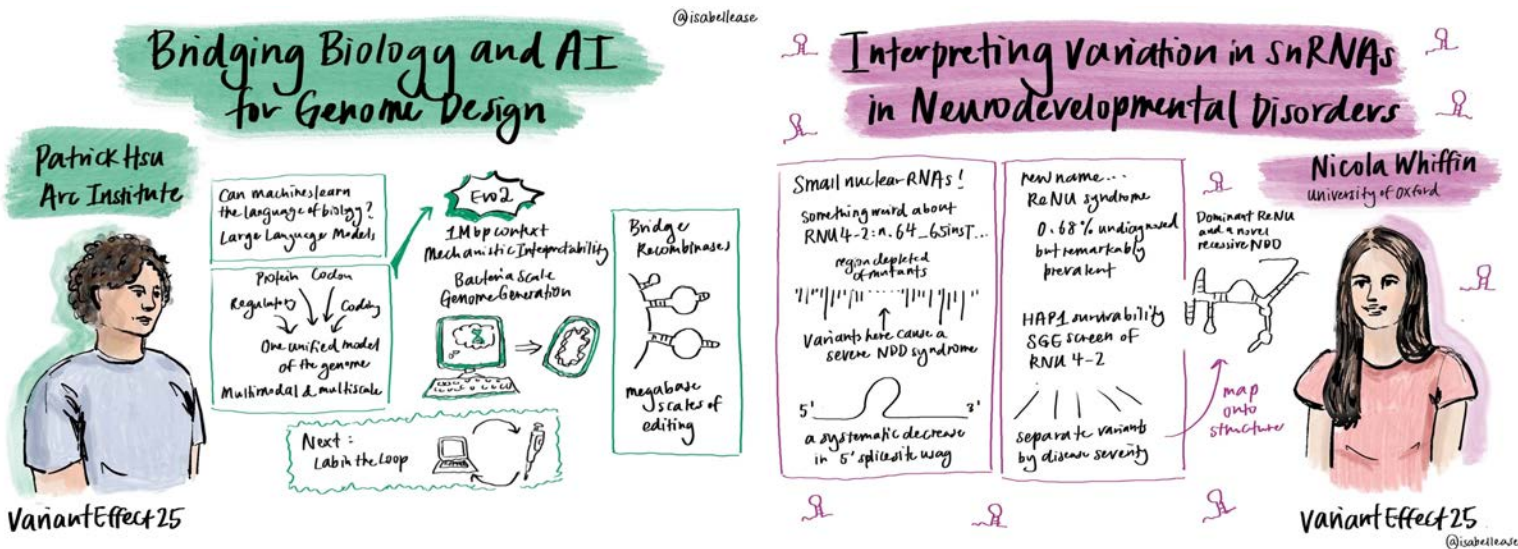 @isabellease
Bridging Biology and AI
for Genome Design
Patrick Hsu
Arc Institute
Can machines learn
the language of biology?
Large Language Models
Protein Codon
Regulatory
Coding
One unified model
of the genome
Multimodal & multiscale
Evo2
1Mbp context
Mechanistic Interpretability
Bacteria Scale
Genome Generation
Bridge
Recombinases
megabase
scales of
editing
Next:
Lab in the Loop
VariantEffect25
Interpreting Variation in snRNAs
in Neurodevelopmental Disorders
Nicola Whiffin
University of Oxford
Small nuclear RNAs!
something weird about
RNU4-2:n.64_65insT...
region depleted
of mutants
Variants here cause a
severe NDD syndrome
5' 3'
a systematic decrease
in 5' splice site usag
new name...
ReNU syndrome
0.68% undiagnosed
but remarkably
prevalent
HAP1 survivability
SGE screen of
RNU4-2
separate variants
by disease severity
Dominant ReNU
and a novel
recessive NDD
map
onto
structure
VariantEffect25
@isabellease